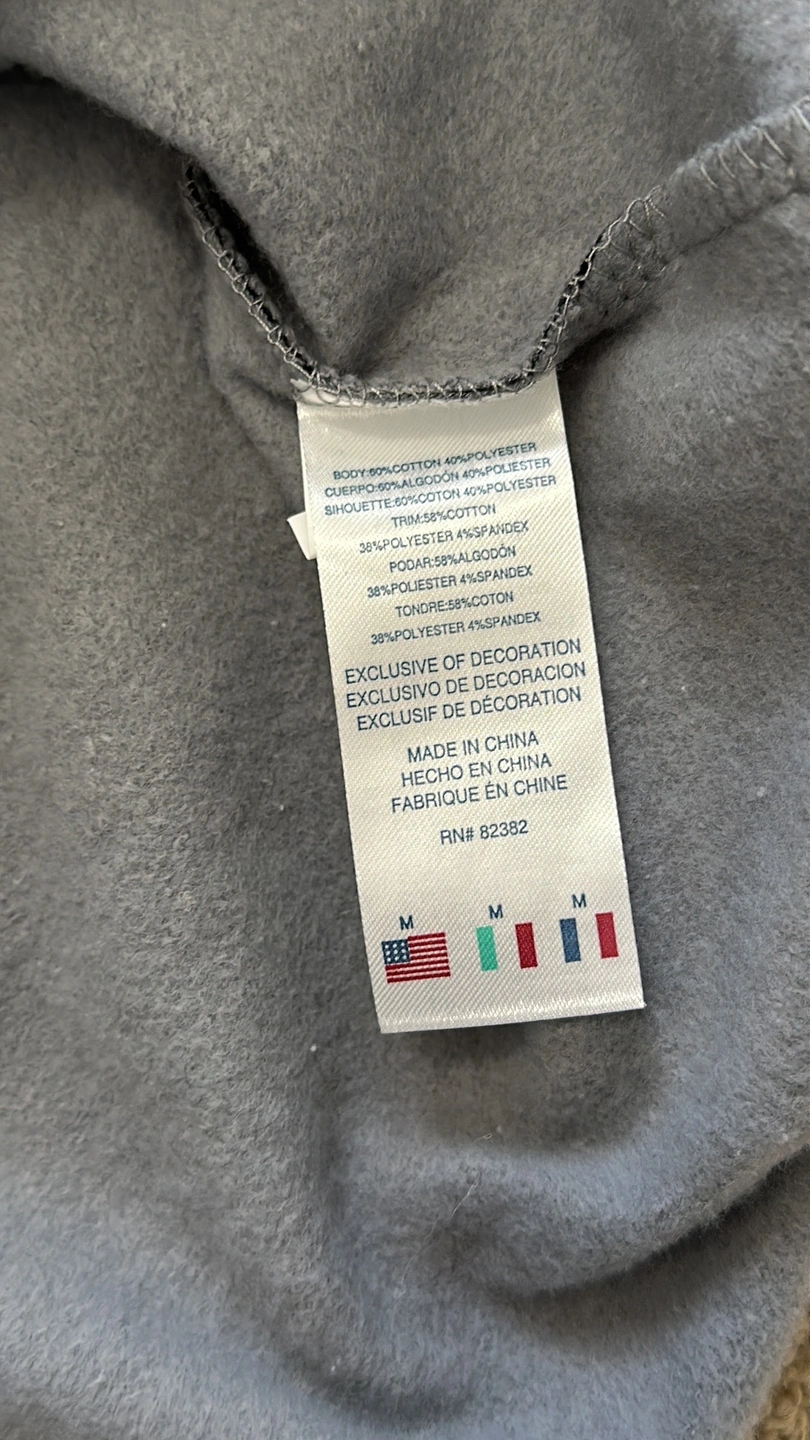 BODY:60%COTTON 40%POLYESTER
CUERPO:60%ALGODÓN 40%POLIESTER
SIHOUETTE:60%COTON 40%POLYESTER
TRIM:58%COTTON
38%POLYESTER 4%SPANDEX
PODAR:58%ALGODÓN
38%POLIESTER 4%SPANDEX
TONDRE:58%COTON
38%POLYESTER 4%SPANDEX
EXCLUSIVE OF DECORATION
EXCLUSIVO DE DECORACION
EXCLUSIF DE DÉCORATION
MADE IN CHINA
HECHO EN CHINA
FABRIQUE ÉN CHINE
RN# 82382
M M M